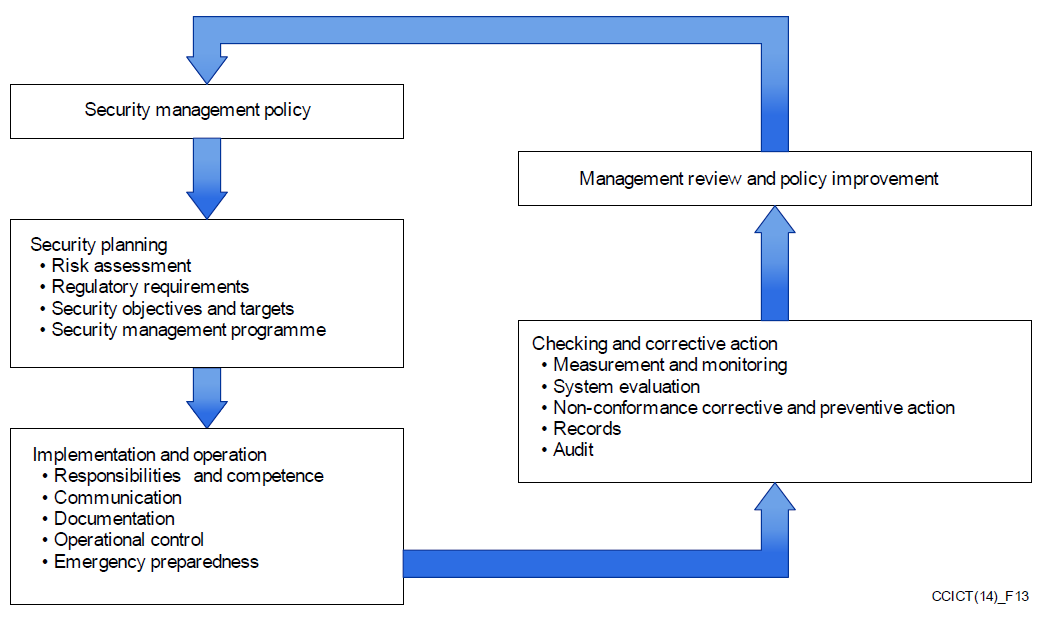 Security management policy
Security planning
• Risk assessment
• Regulatory requirements
• Security objectives and targets
• Security management programme
Implementation and operation
• Responsibilities and competence
• Communication
• Documentation
• Operational control
• Emergency preparedness
Management review and policy improvement
Checking and corrective action
• Measurement and monitoring
• System evaluation
• Non-conformance corrective and preventive action
• Records
• Audit
CCICT(14)_F13